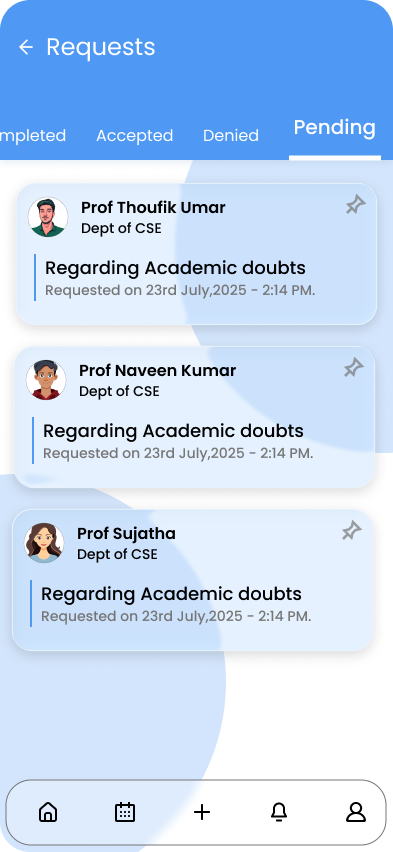 Requests
mpleted Accepted Denied Pending
Prof Thoufik Umar
Dept of CSE
Regarding Academic doubts
Requested on 23rd July,2025 - 2:14 PM.
Prof Naveen Kumar
Dept of CSE
Regarding Academic doubts
Requested on 23rd July,2025 - 2:14 PM.
Prof Sujatha
Dept of CSE
Regarding Academic doubts
Requested on 23rd July,2025 - 2:14 PM.